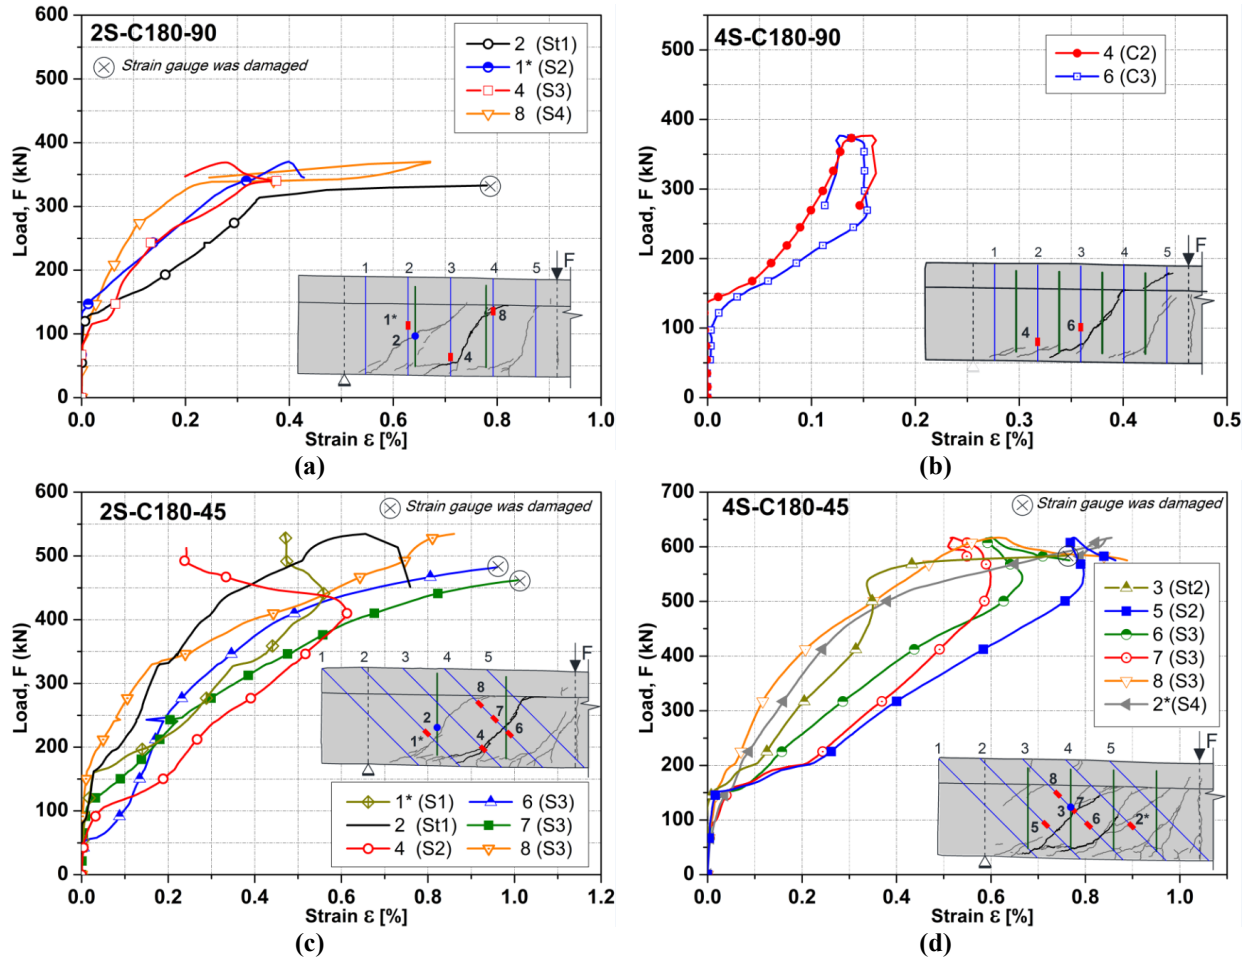 2S-C180-90
Strain gauge was damaged
2 (St1)
1* (S2)
4 (S3)
8 (S4)
Load, F (kN)
600
500
400
300
200
100
0
0.0 0.2 0.4 0.6 0.8 1.0
Strain ε [%]
1 2 3 4 5 F
1*
2
4
8
(a)
4S-C180-90
4 (C2)
6 (C3)
Load, F (kN)
500
400
300
200
100
0
0.0 0.1 0.2 0.3 0.4 0.5
Strain ε [%]
1 2 3 4 5 F
4
6
(b)
2S-C180-45
Strain gauge was damaged
Load, F (kN)
600
500
400
300
200
100
0
0.0 0.2 0.4 0.6 0.8 1.0 1.2
Strain ε [%]
1 2 3 4 5 F
8
7
2
1*
4
6
1* (S1)
2 (St1)
4 (S2)
6 (S3)
7 (S3)
8 (S3)
(c)
4S-C180-45
Strain gauge was damaged
3 (St2)
5 (S2)
6 (S3)
7 (S3)
8 (S3)
2* (S4)
Load, F (kN)
700
600
500
400
300
200
100
0
0.0 0.2 0.4 0.6 0.8 1.0
Strain ε [%]
1 2 3 4 5 F
8
7
3
5
6
2*
(d)